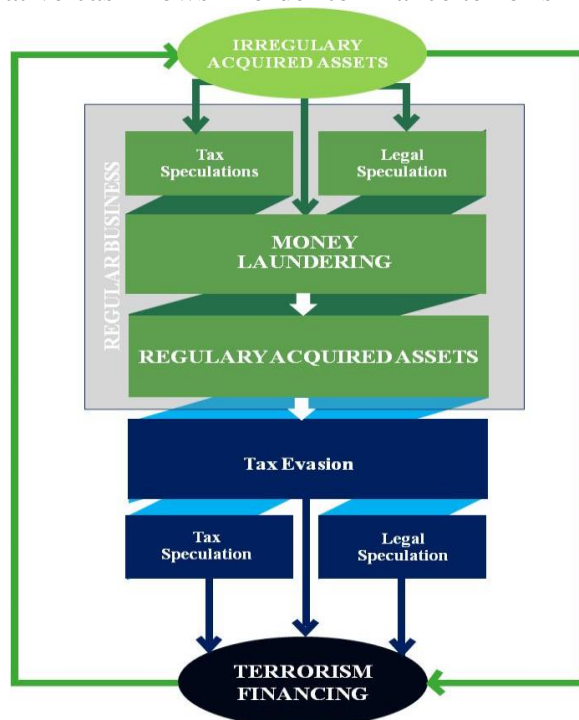 IRREGULARY
ACQUIRED ASSETS
Tax
Speculations
Legal
Speculation
REGULAR BUSINESS
MONEY
LAUNDERING
REGULARY ACQUIRED ASSETS
Tax Evasion
Tax
Speculation
Legal
Speculation
TERRORISM
FINANCING